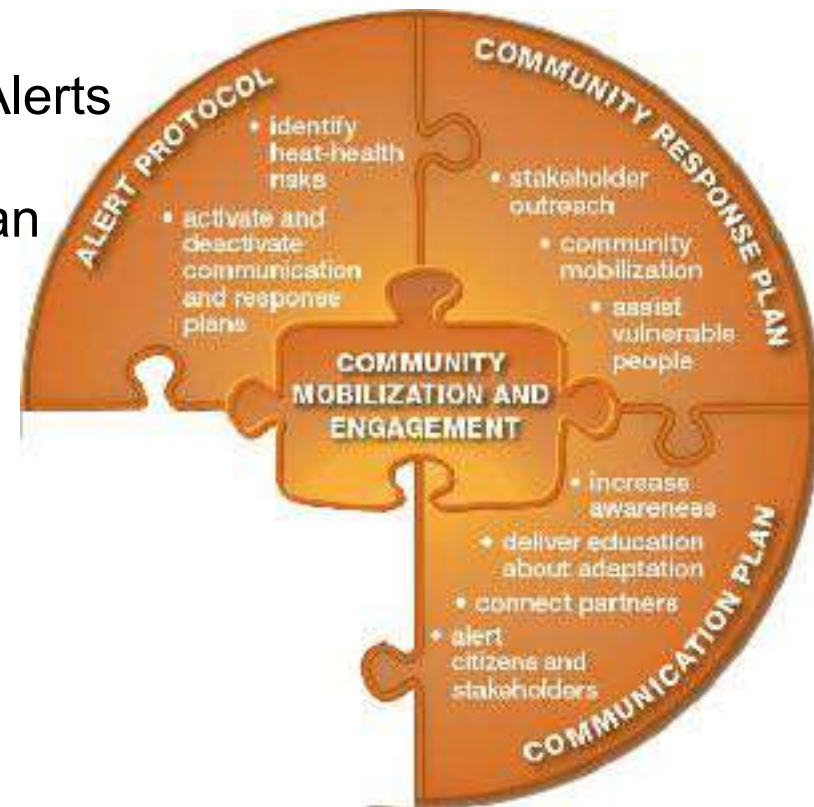 Alerts
an
ALERT PROTOCOL
• identify
heat-health
risks
• activate and
deactivate
communication
and response
plans
COMMUNITY RESPONSE PLAN
• stakeholder
outreach
• community
mobilization
• assist
vulnerable
people
COMMUNITY
MOBILIZATION AND
ENGAGEMENT
• increase
awareness
• deliver education
about adaptation
• connect partners
• alert
citizens and
stakeholders
COMMUNICATION PLAN